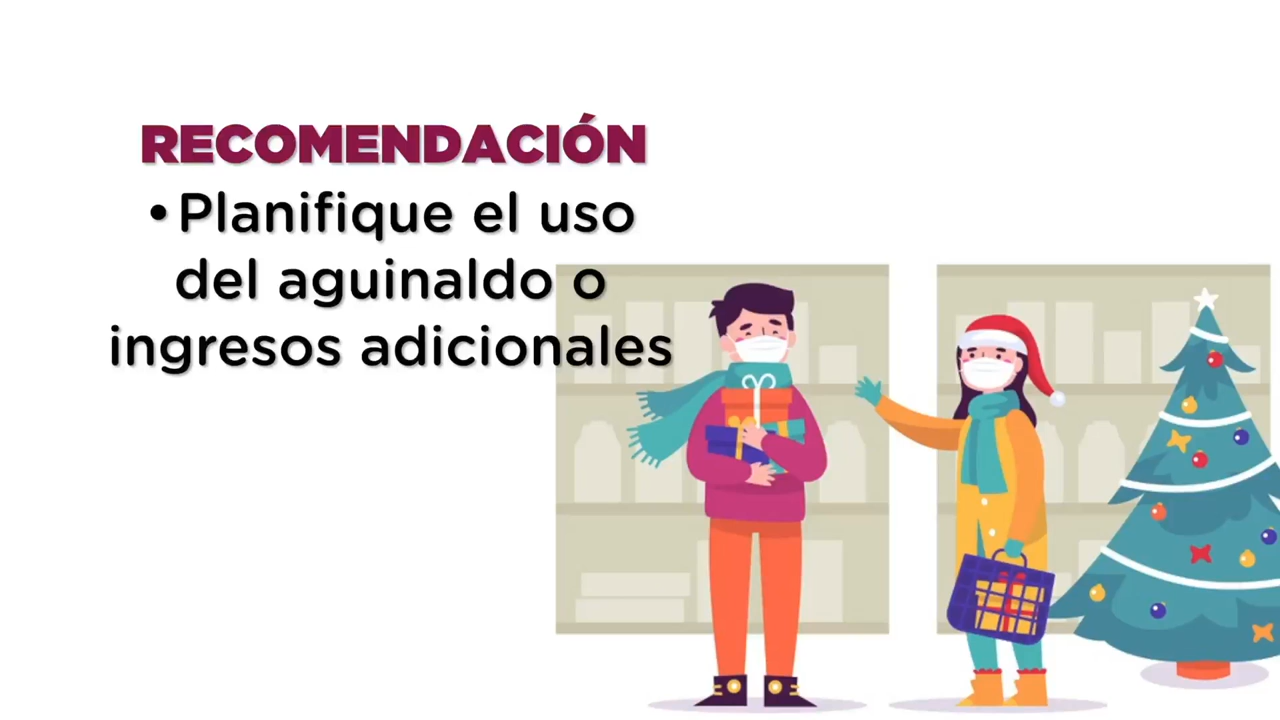 RECOMENDACIÓN
• Planifique el uso
del aguinaldo o
ingresos adicionales